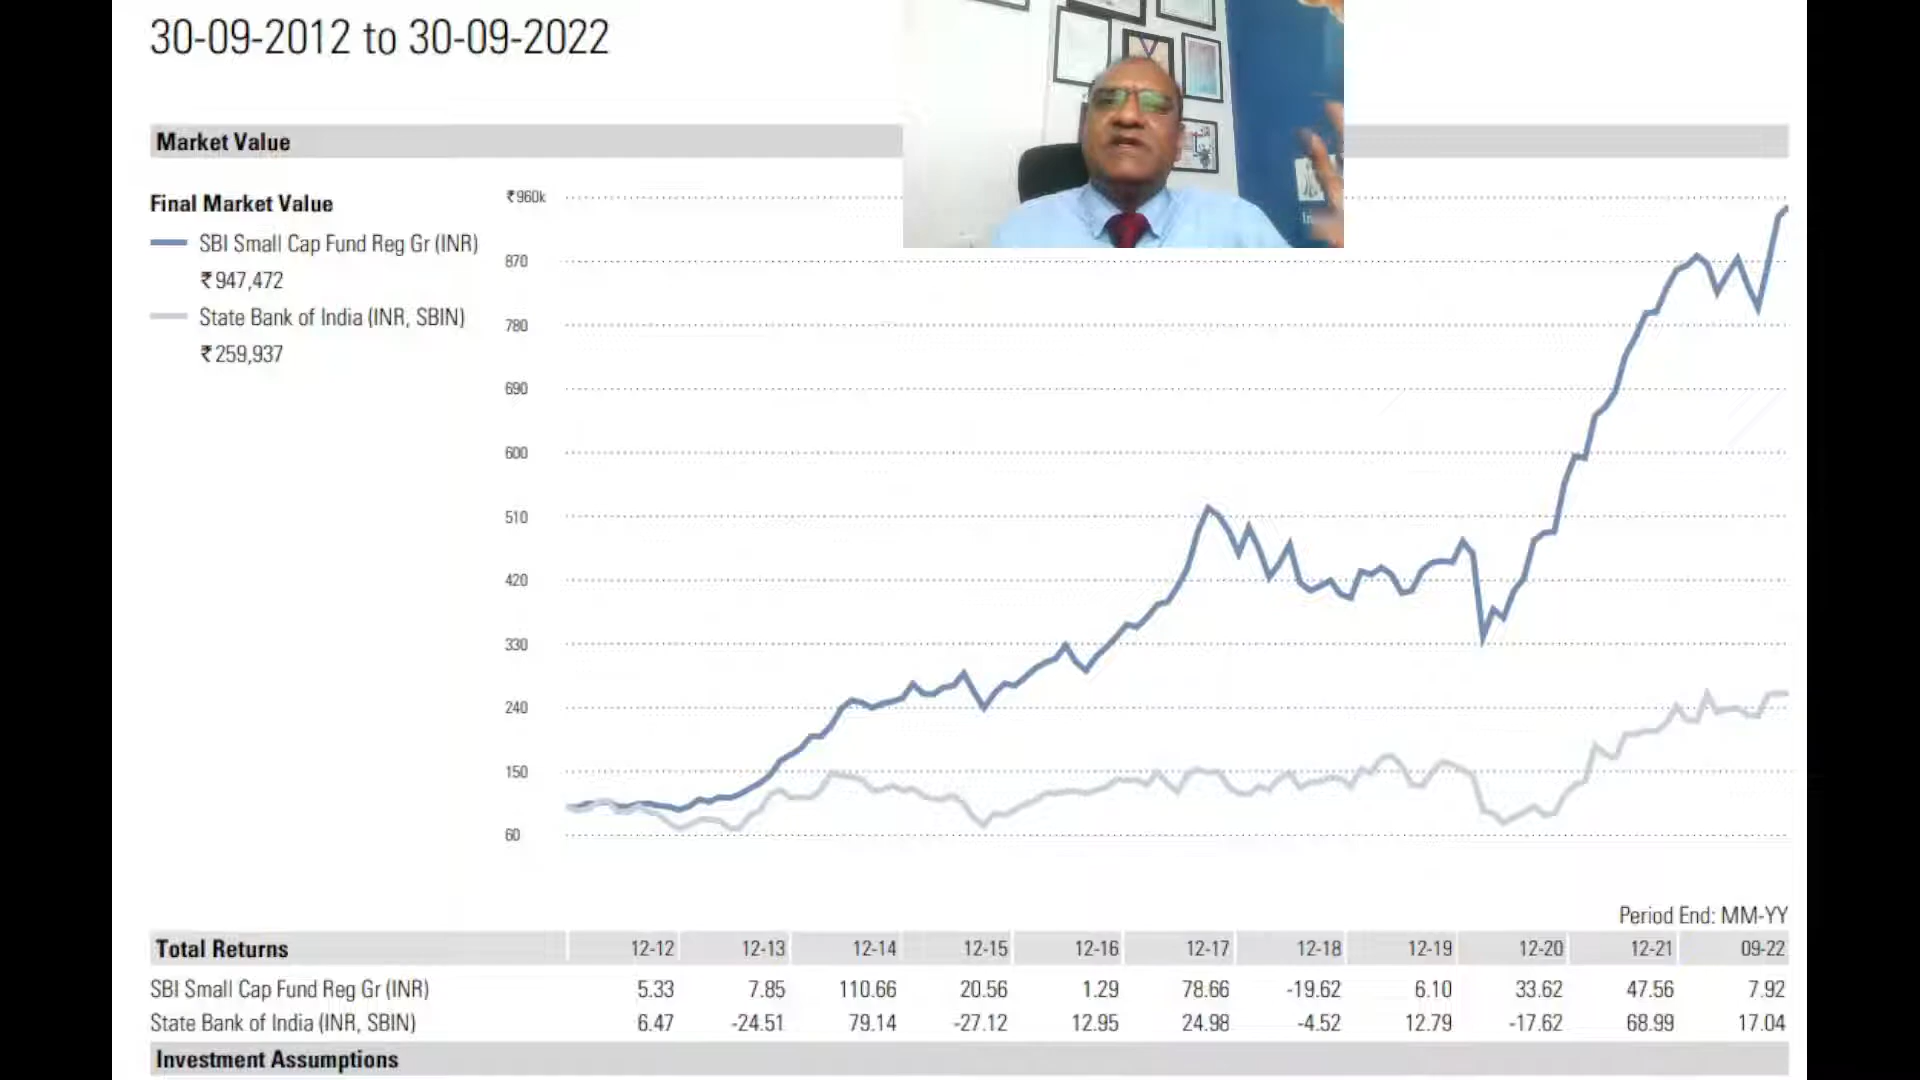 30-09-2012 to 30-09-2022
Market Value
Final Market Value
SBI Small Cap Fund Reg Gr (INR)
₹947,472
State Bank of India (INR, SBIN)
₹259,937
₹960k
870
780
690
600
510
420
330
240
150
60
Period End: MM-YY
Total Returns 12-12 12-13 12-14 12-15 12-16 12-17 12-18 12-19 12-20 12-21 09-22
SBI Small Cap Fund Reg Gr (INR) 5.33 7.85 110.66 20.56 1.29 78.66 -19.62 6.10 33.62 47.56 7.92
State Bank of India (INR, SBIN) 6.47 -24.51 79.14 -27.12 12.95 24.98 -4.52 12.79 -17.62 68.99 17.04
Investment Assumptions